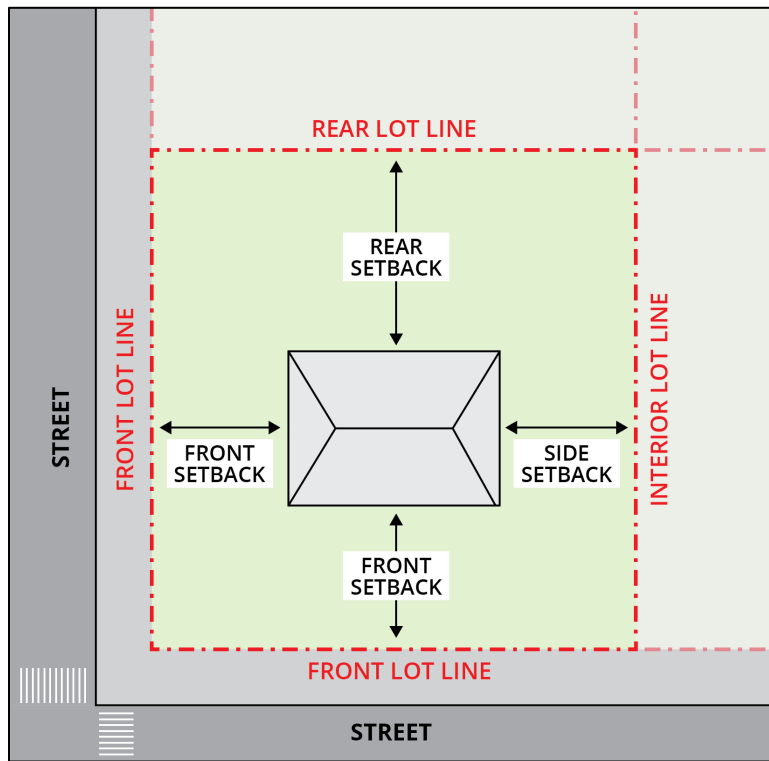 REAR LOT LINE
REAR
SETBACK
STREET
FRONT LOT LINE
FRONT
SETBACK
SIDE
SETBACK
INTERIOR LOT LINE
FRONT
SETBACK
FRONT LOT LINE
STREET